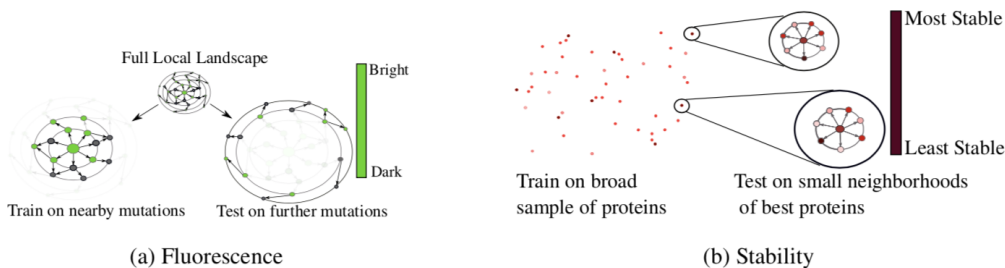 Full Local Landscape
Bright
Dark
Train on nearby mutations
Test on further mutations
(a) Fluorescence
Most Stable
Least Stable
Train on broad
sample of proteins
Test on small neighborhoods
of best proteins
(b) Stability